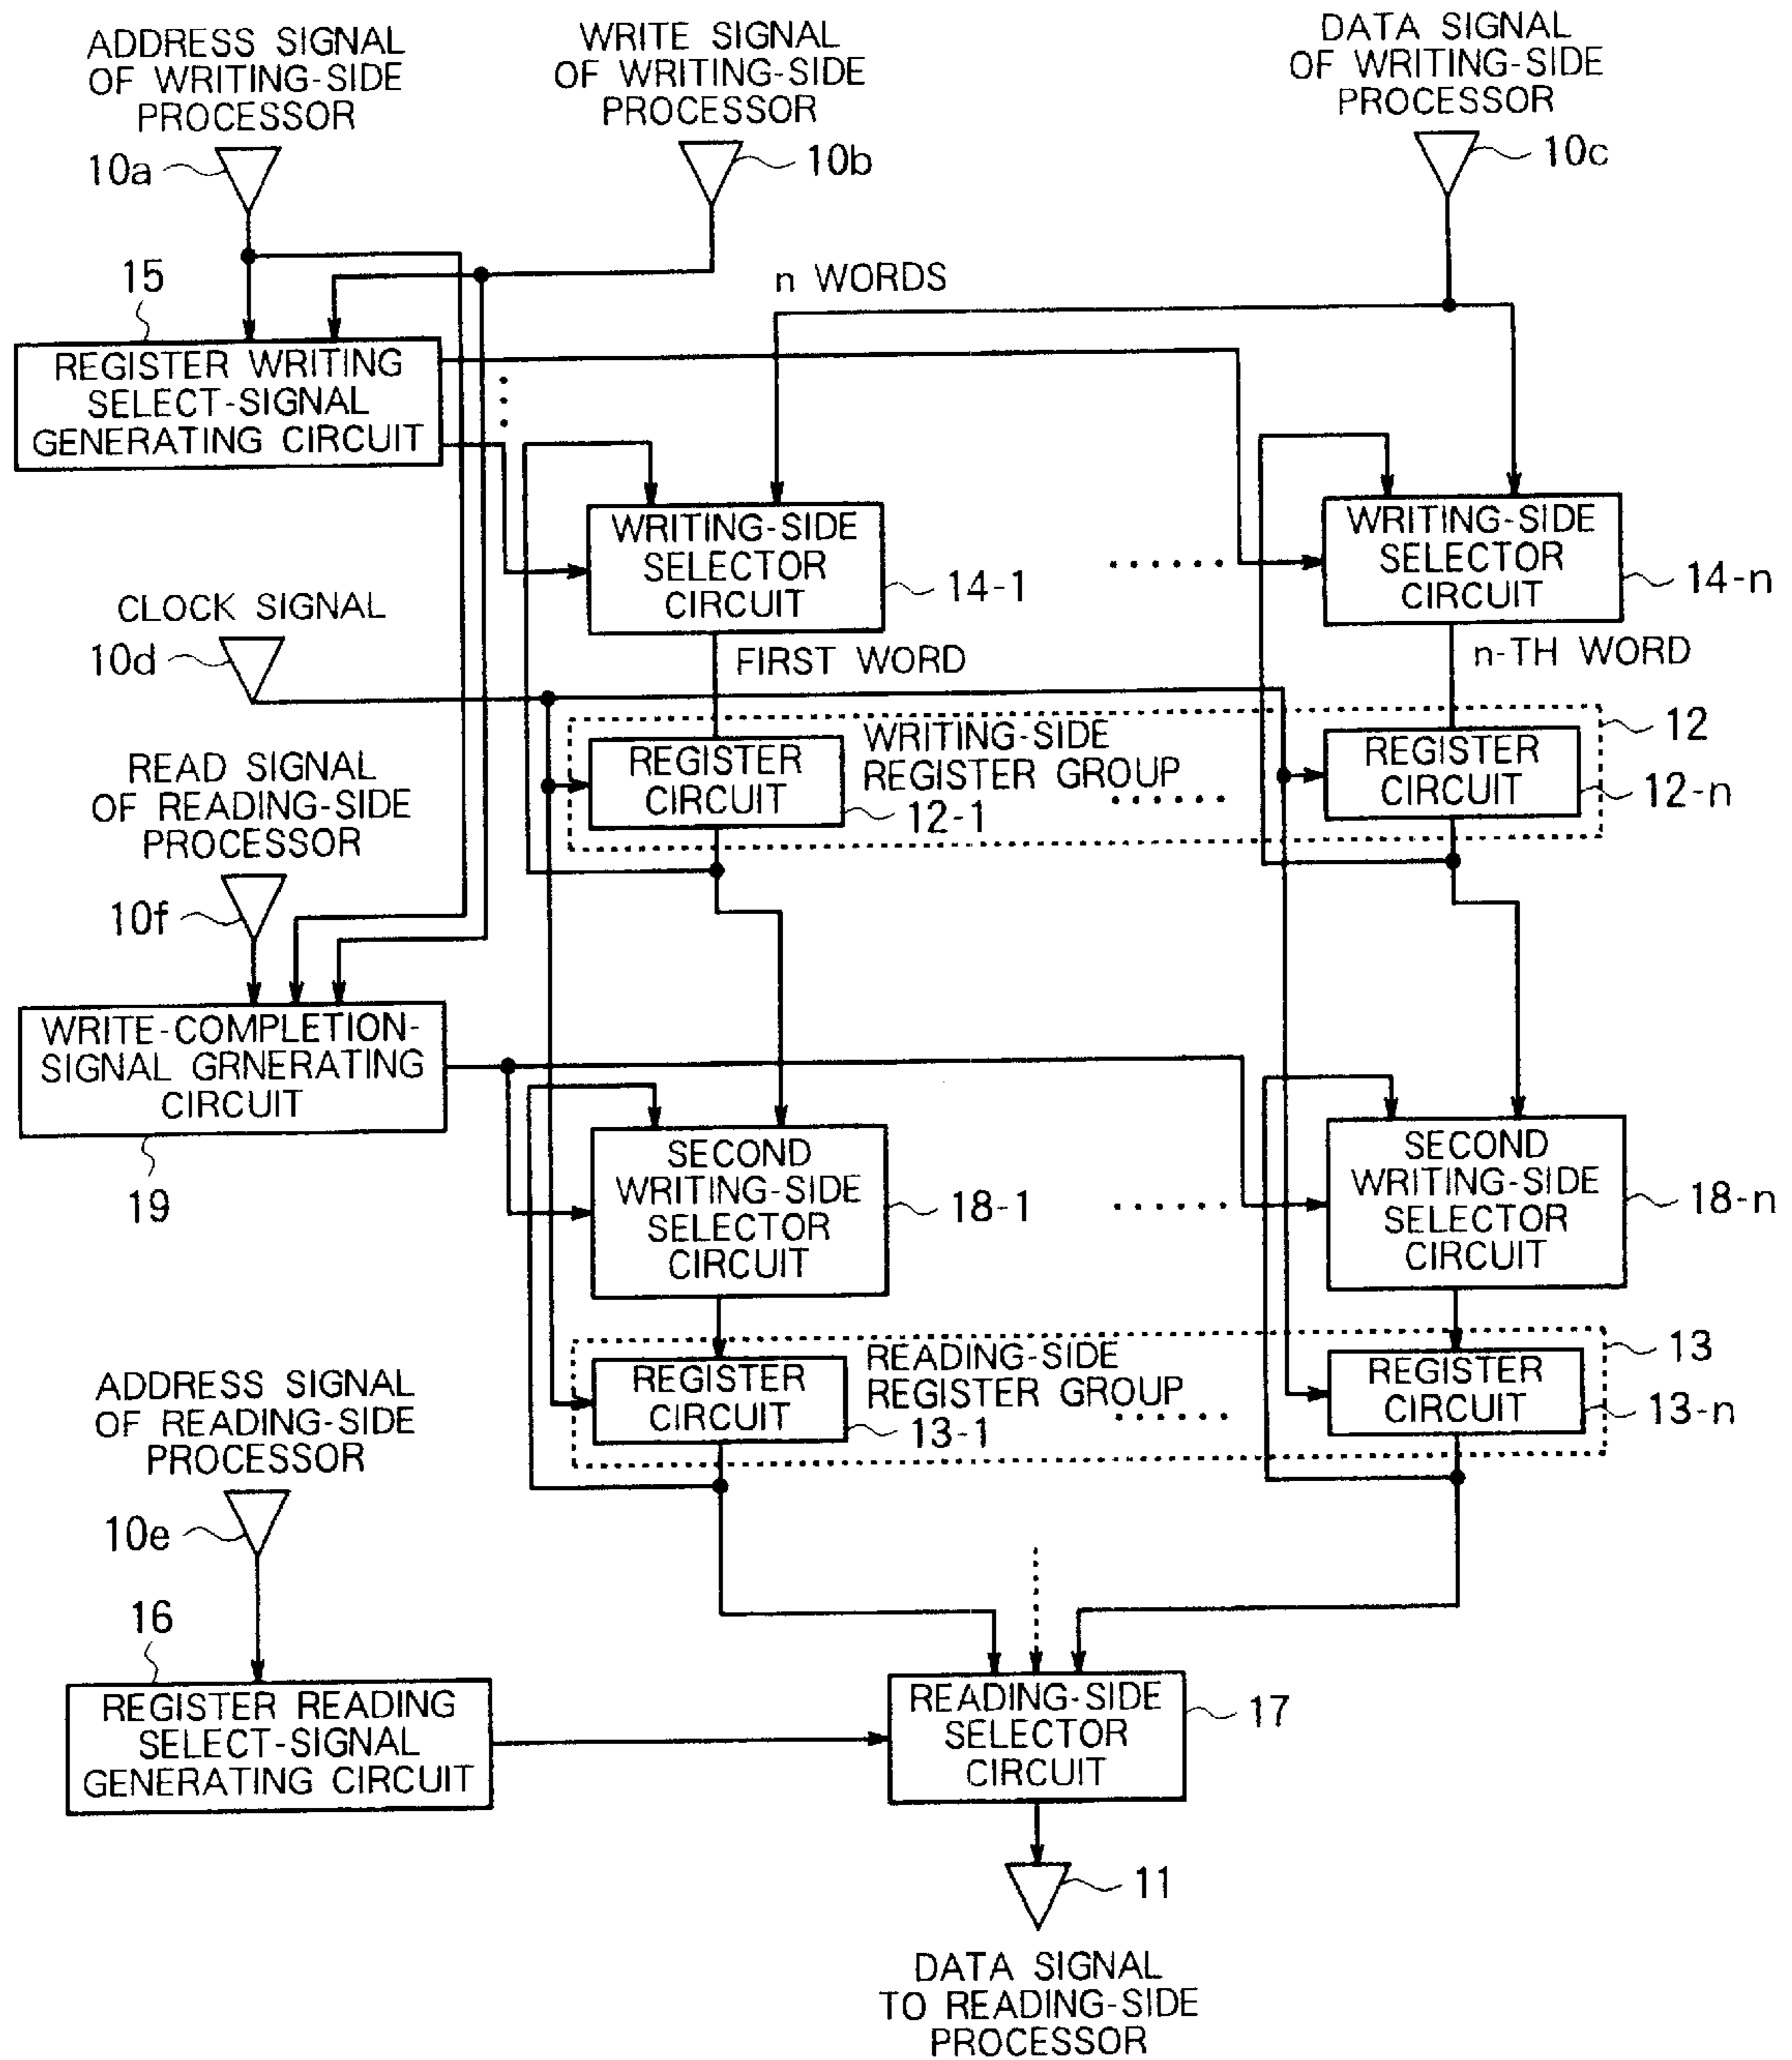 ADDRESS SIGNAL
OF WRITING-SIDE
PROCESSOR
10a
WRITE SIGNAL
OF WRITING-SIDE
PROCESSOR
10b
DATA SIGNAL
OF WRITING-SIDE
PROCESSOR
10c
15
n WORDS
REGISTER WRITING
SELECT-SIGNAL
GENERATING CIRCUIT
WRITING-SIDE
SELECTOR
CIRCUIT
14-1
WRITING-SIDE
SELECTOR
CIRCUIT
14-n
CLOCK SIGNAL
10d
FIRST WORD
n-TH WORD
READ SIGNAL
OF READING-SIDE
PROCESSOR
10f
REGISTER
CIRCUIT
12-1
WRITING-SIDE
REGISTER GROUP
REGISTER
CIRCUIT
12
12-n
WRITE-COMPLETION-
SIGNAL GRNERATING
CIRCUIT
19
SECOND
WRITING-SIDE
SELECTOR
CIRCUIT
18-1
SECOND
WRITING-SIDE
SELECTOR
CIRCUIT
18-n
ADDRESS SIGNAL
OF READING-SIDE
PROCESSOR
10e
REGISTER
CIRCUIT
13-1
READING-SIDE
REGISTER GROUP
REGISTER
CIRCUIT
13
13-n
16
REGISTER READING
SELECT-SIGNAL
GENERATING CIRCUIT
READING-SIDE
SELECTOR
CIRCUIT
17
11
DATA SIGNAL
TO READING-SIDE
PROCESSOR